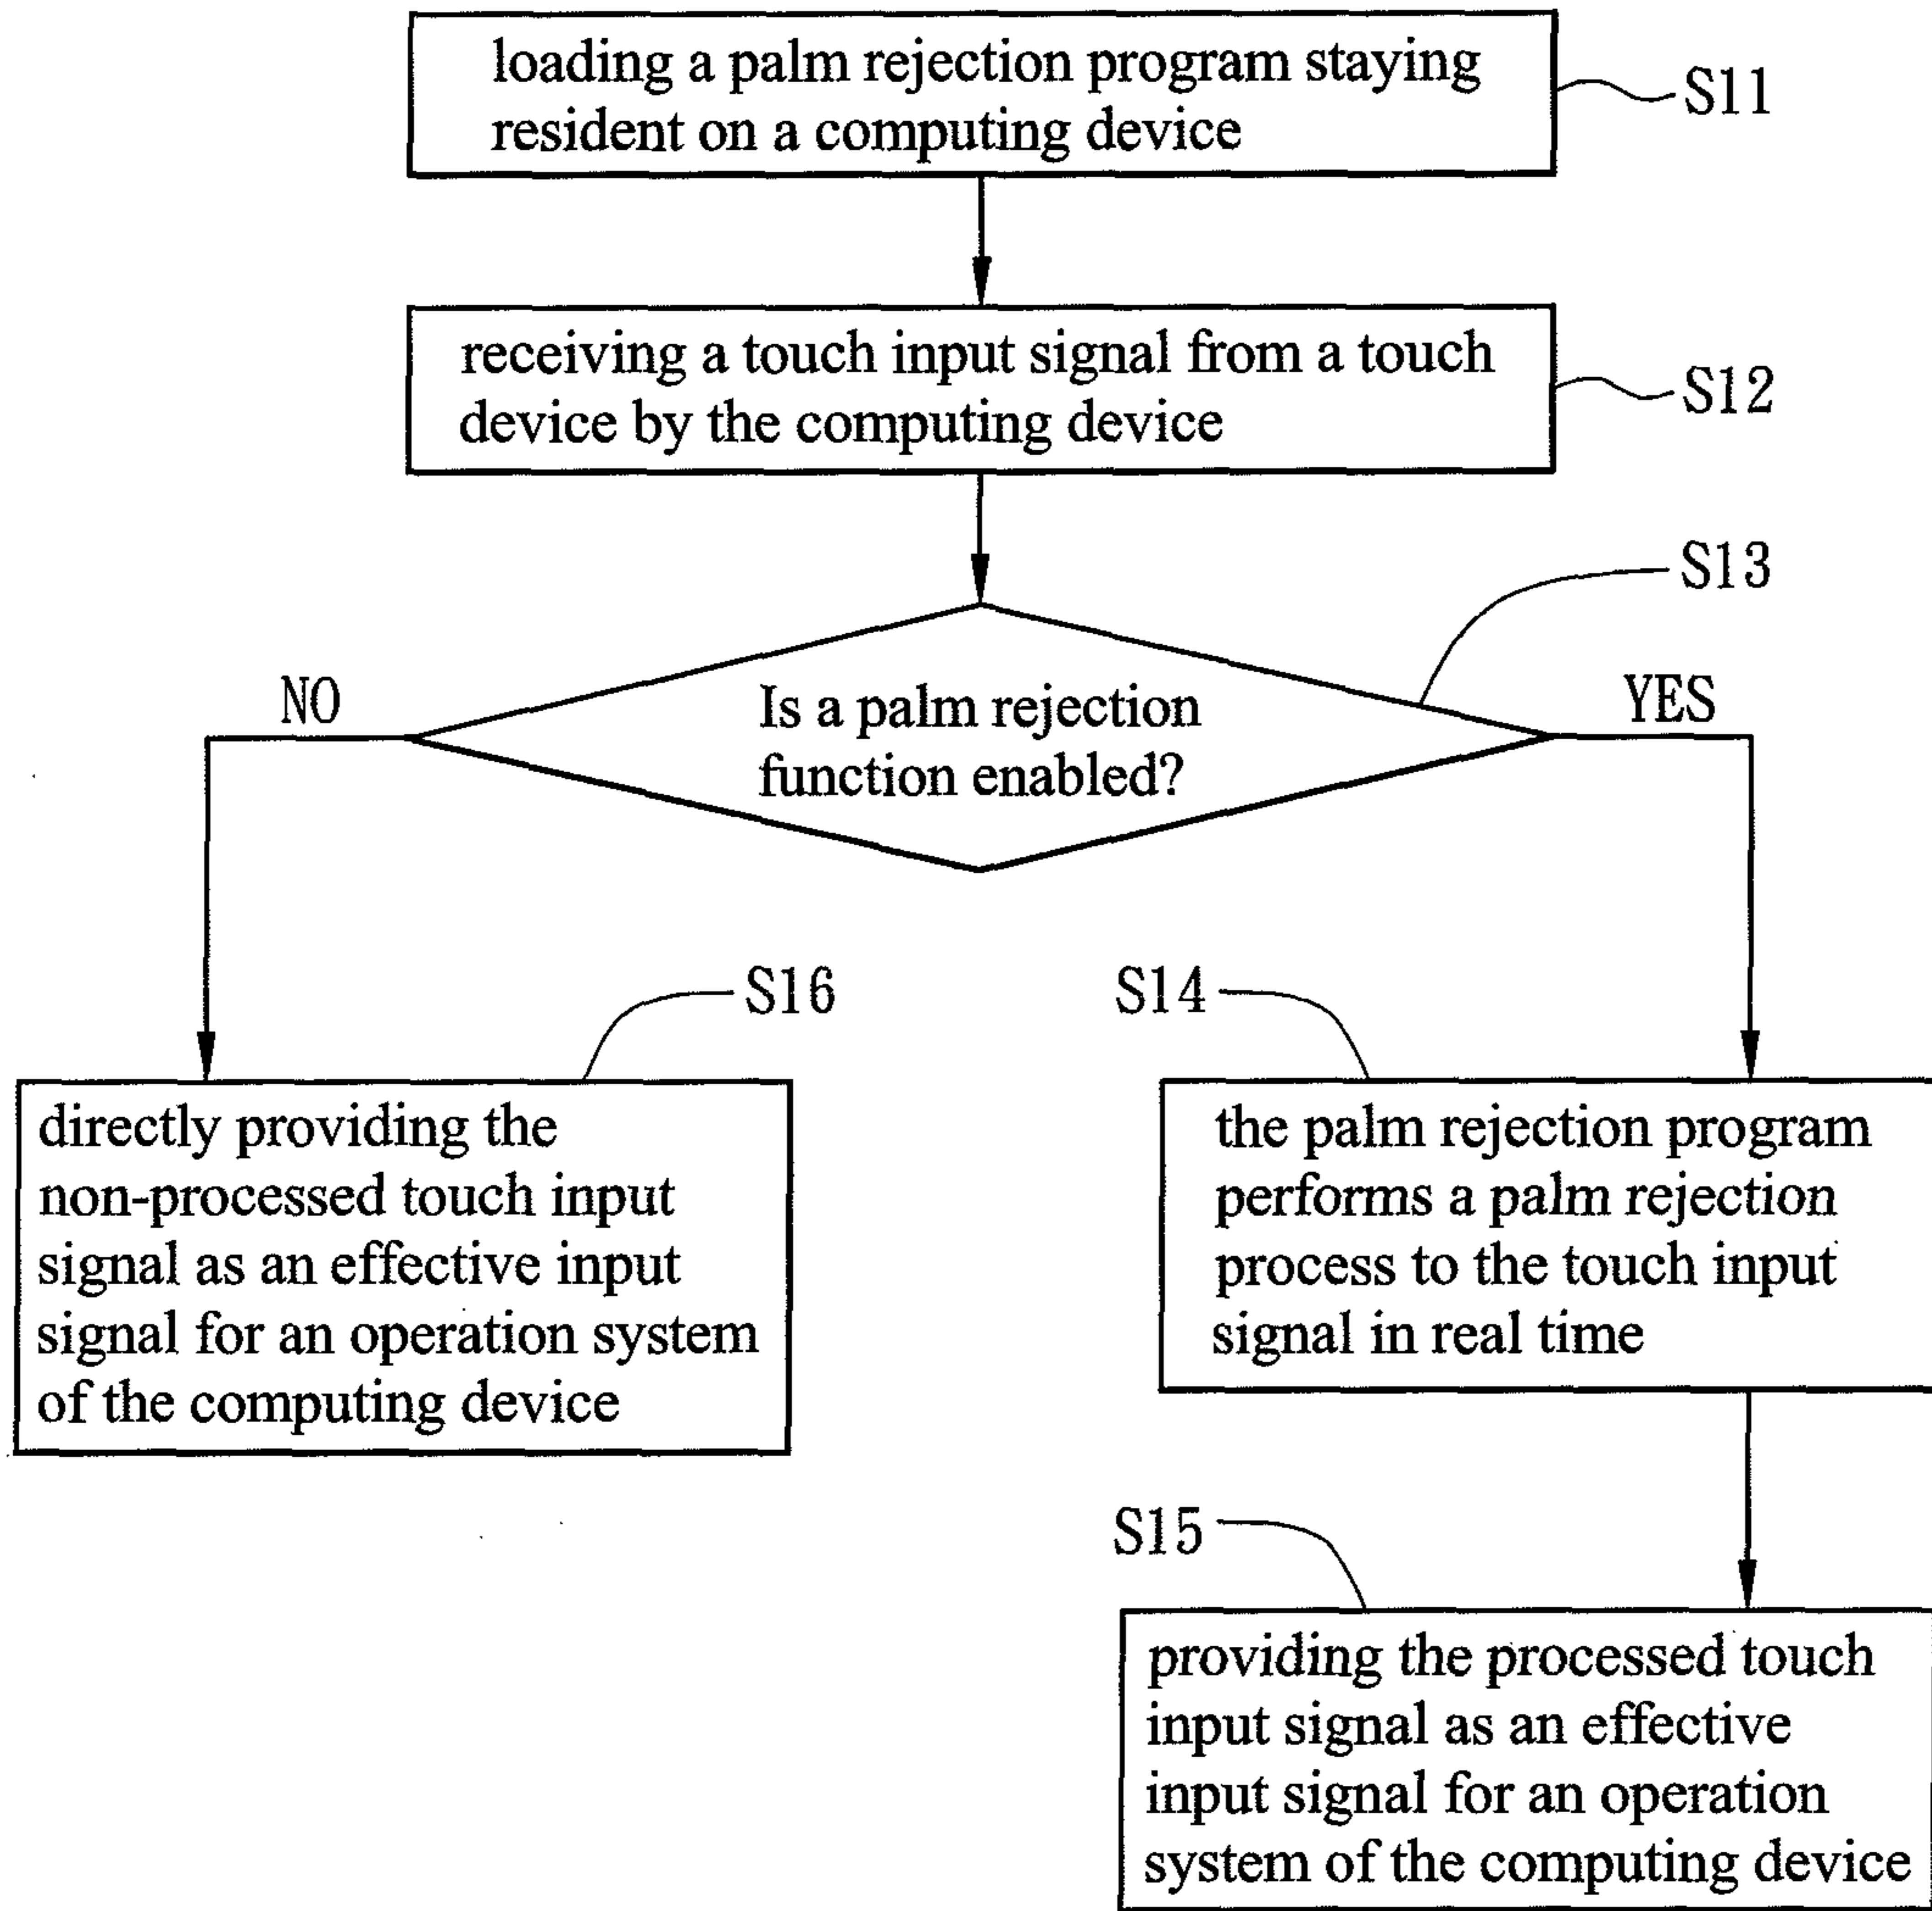 loading a palm rejection program staying
resident on a computing device
S11
receiving a touch input signal from a touch
device by the computing device
S12
S13
NO
Is a palm rejection
function enabled?
YES
S16
S14
directly providing the
non-processed touch input
signal as an effective input
signal for an operation system
of the computing device
the palm rejection program
performs a palm rejection
process to the touch input
signal in real time
S15
providing the processed touch
input signal as an effective
input signal for an operation
system of the computing device